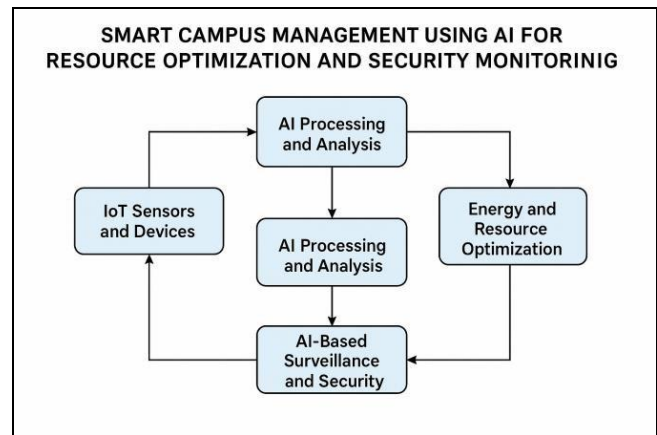 SMART CAMPUS MANAGEMENT USING AI FOR
RESOURCE OPTIMIZATION AND SECURITY MONITORINIG
AI Processing
and Analysis
IoT Sensors
and Devices
Energy and
Resource
Optimization
AI Processing
and Analysis
AI-Based
Surveillance
and Security